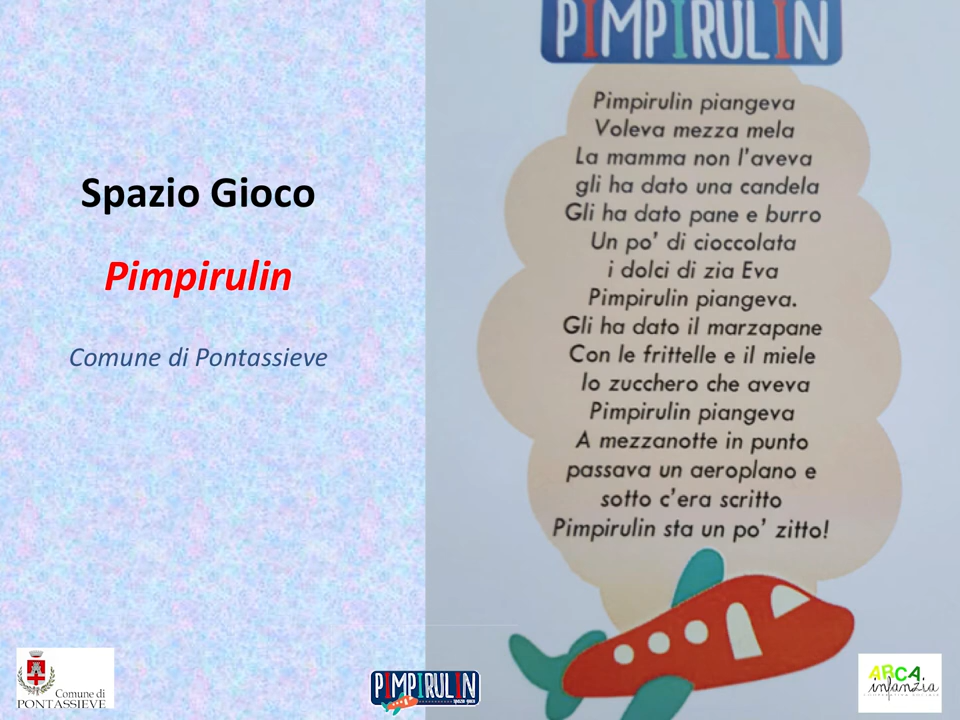 Spazio Gioco
Pimpirulin
Comune di Pontassieve
PIMPIRULIN
Pimpirulin piangeva
Voleva mezza mela
La mamma non l'aveva
gli ha dato una candela
Gli ha dato pane e burro
Un po' di cioccolata
i dolci di zia Eva
Pimpirulin piangeva.
Gli ha dato il marzapane
Con le frittelle e il miele
lo zucchero che aveva
Pimpirulin piangeva
A mezzanotte in punto
passava un aeroplano e
sotto c'era scritto
Pimpirulin sta un po' zitto!
Comune di
PONTASSIEVE
PIMPIRULIN
spazio gioco
ARCA
infanzia